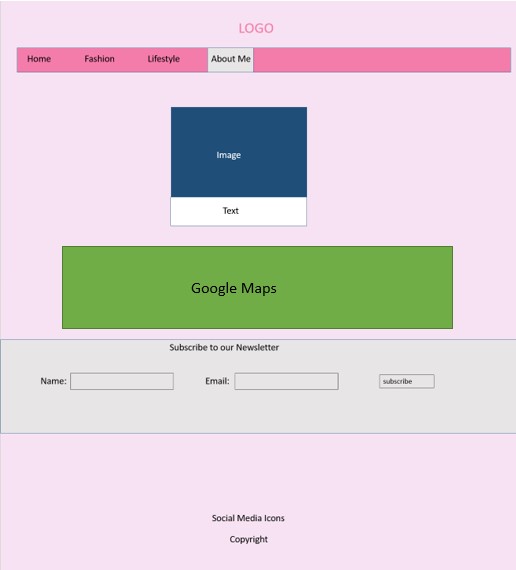 LOGO
Home Fashion Lifestyle About Me
Image
Text
Google Maps
Subscribe to our Newsletter
Name: Email: subscribe
Social Media Icons
Copyright